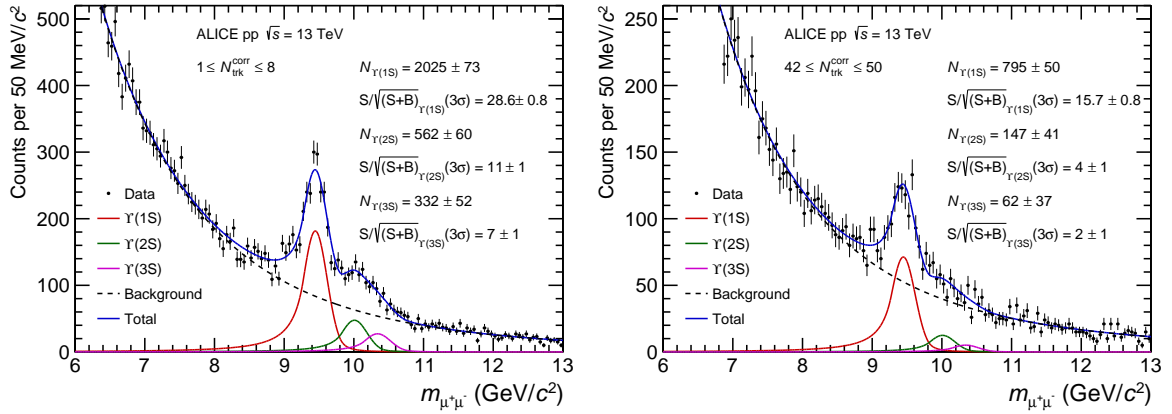 Counts per 50 MeV/c²
500
400
300
200
100
0
ALICE pp √s = 13 TeV
1 ≤ N_trk^corr ≤ 8
N_ϒ(1S) = 2025 ± 73
S/√(S+B)_ϒ(1S)(3σ) = 28.6± 0.8
N_ϒ(2S) = 562 ± 60
S/√(S+B)_ϒ(2S)(3σ) = 11± 1
N_ϒ(3S) = 332 ± 52
S/√(S+B)_ϒ(3S)(3σ) = 7± 1
Data
ϒ(1S)
ϒ(2S)
ϒ(3S)
Background
Total
6 7 8 9 10 11 12 13
m_μ⁺μ⁻ (GeV/c²)
Counts per 50 MeV/c²
250
200
150
100
50
0
ALICE pp √s = 13 TeV
42 ≤ N_trk^corr ≤ 50
N_ϒ(1S) = 795 ± 50
S/√(S+B)_ϒ(1S)(3σ) = 15.7± 0.8
N_ϒ(2S) = 147 ± 41
S/√(S+B)_ϒ(2S)(3σ) = 4± 1
N_ϒ(3S) = 62 ± 37
S/√(S+B)_ϒ(3S)(3σ) = 2± 1
Data
ϒ(1S)
ϒ(2S)
ϒ(3S)
Background
Total
6 7 8 9 10 11 12 13
m_μ⁺μ⁻ (GeV/c²)